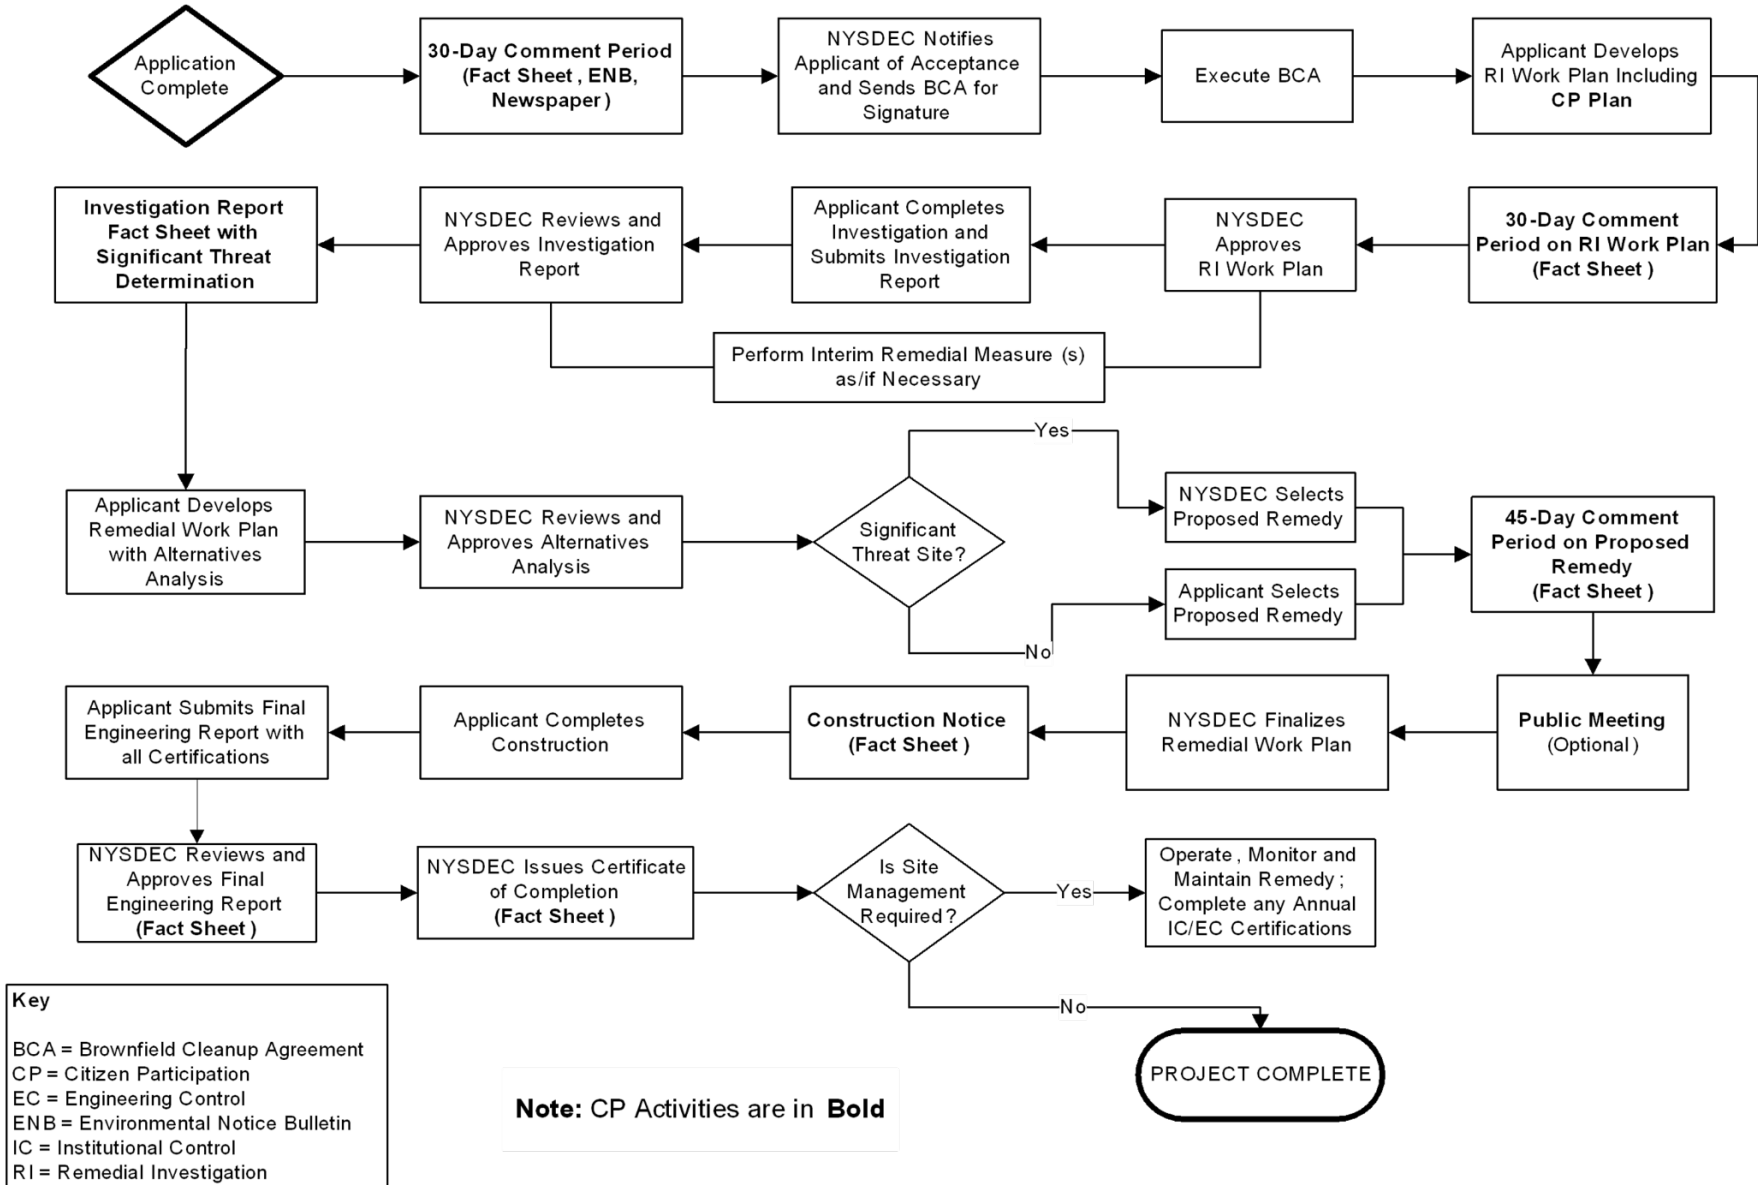 Application
Complete
30-Day Comment Period
(Fact Sheet, ENB,
Newspaper)
NYSDEC Notifies
Applicant of Acceptance
and Sends BCA for
Signature
Execute BCA
Applicant Develops
RI Work Plan Including
CP Plan
Investigation Report
Fact Sheet with
Significant Threat
Determination
NYSDEC Reviews and
Approves Investigation
Report
Applicant Completes
Investigation and
Submits Investigation
Report
NYSDEC
Approves
RI Work Plan
30-Day Comment
Period on RI Work Plan
(Fact Sheet)
Perform Interim Remedial Measure (s)
as/if Necessary
Yes
Applicant Develops
Remedial Work Plan
with Alternatives
Analysis
NYSDEC Reviews and
Approves Alternatives
Analysis
Significant
Threat Site?
NYSDEC Selects
Proposed Remedy
Applicant Selects
Proposed Remedy
45-Day Comment
Period on Proposed
Remedy
(Fact Sheet)
No
Applicant Submits Final
Engineering Report with
all Certifications
Applicant Completes
Construction
Construction Notice
(Fact Sheet)
NYSDEC Finalizes
Remedial Work Plan
Public Meeting
(Optional)
NYSDEC Reviews and
Approves Final
Engineering Report
(Fact Sheet)
NYSDEC Issues Certificate
of Completion
(Fact Sheet)
Is Site
Management
Required?
Yes
Operate, Monitor and
Maintain Remedy;
Complete any Annual
IC/EC Certifications
No
PROJECT COMPLETE
Key
BCA = Brownfield Cleanup Agreement
CP = Citizen Participation
EC = Engineering Control
ENB = Environmental Notice Bulletin
IC = Institutional Control
RI = Remedial Investigation
Note: CP Activities are in Bold